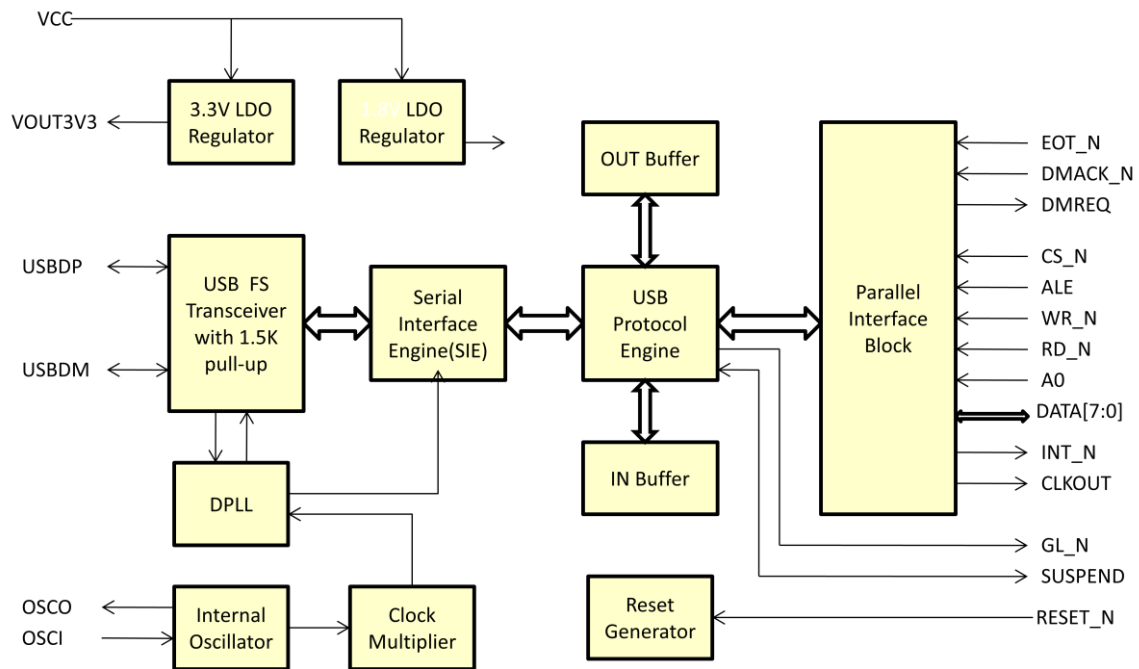 VCC
3.3V LDO
Regulator
1.8V LDO
Regulator
VOUT3V3
OUT Buffer
EOT_N
DMACK_N
DMREQ
CS_N
ALE
WR_N
RD_N
A0
DATA[7:0]
INT_N
CLKOUT
USBDP
USBDM
USB FS
Transceiver
with 1.5K
pull-up
Serial
Interface
Engine(SIE)
USB
Protocol
Engine
Parallel
Interface
Block
DPLL
IN Buffer
GL_N
SUSPEND
OSCO
OSCI
Internal
Oscillator
Clock
Multiplier
Reset
Generator
RESET_N